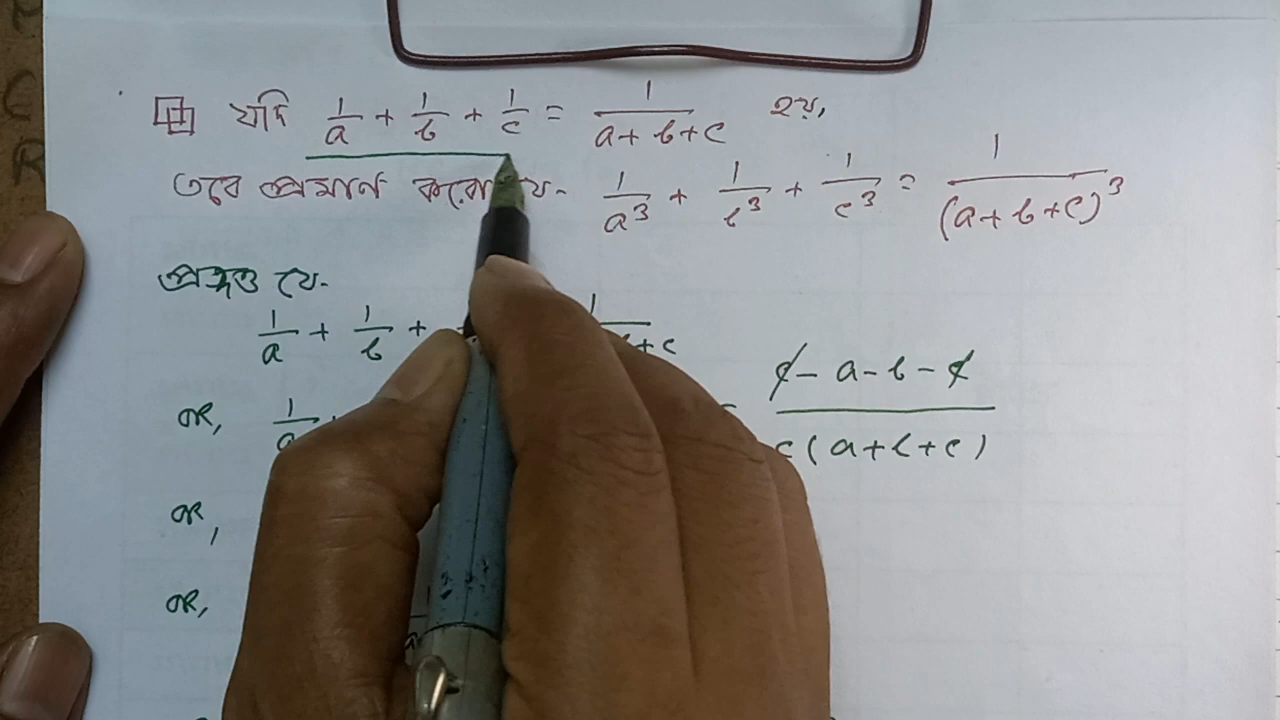 যদি 1/a + 1/b + 1/c = 1/(a+b+c) হয়,
তবে প্রমাণ করো যে- 1/a³ + 1/b³ + 1/c³ = 1/(a+b+c)³
প্রদত্ত যে-
1/a + 1/b +
or, 1/a (¢-a-b-¢)/c(a+b+c)
or,
or,